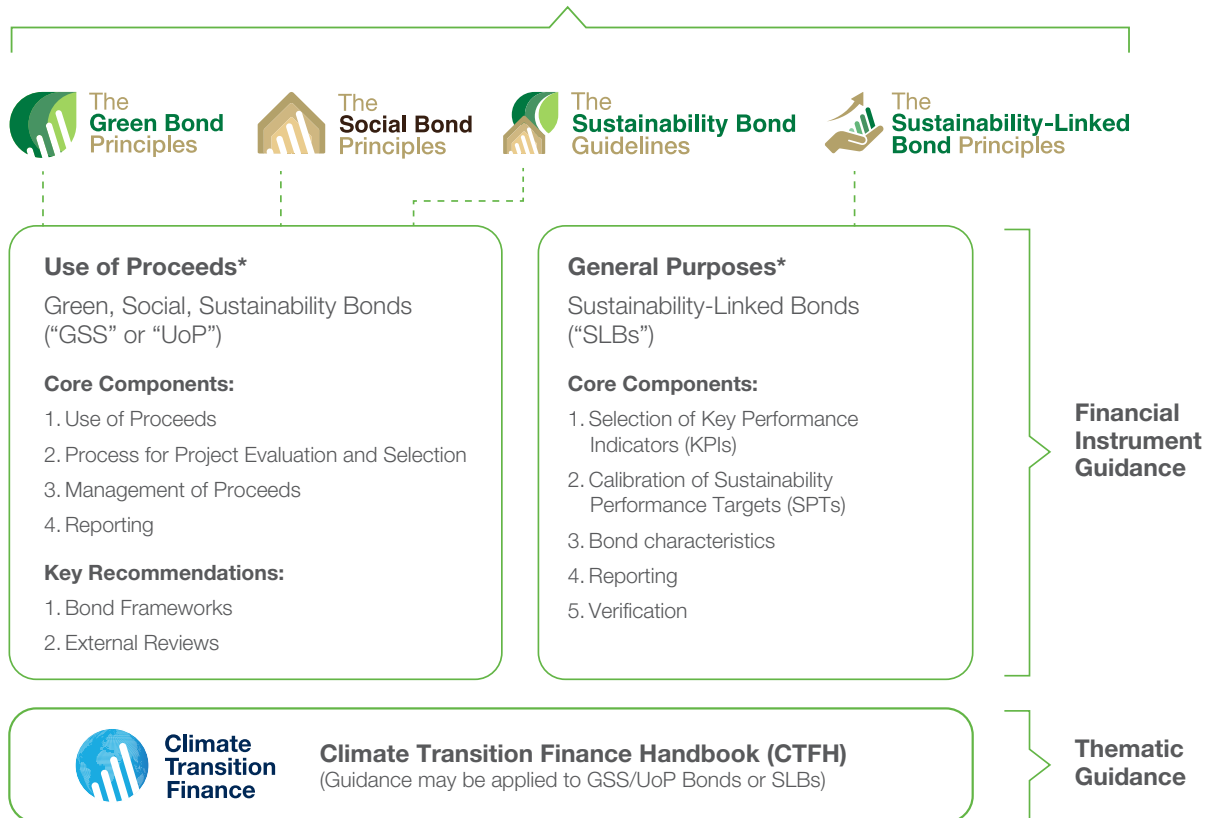 The
Green Bond
Principles
The
Social Bond
Principles
The
Sustainability Bond
Guidelines
The
Sustainability-Linked
Bond Principles
Use of Proceeds*
Green, Social, Sustainability Bonds
(“GSS” or “UoP”)
Core Components:
1. Use of Proceeds
2. Process for Project Evaluation and Selection
3. Management of Proceeds
4. Reporting
Key Recommendations:
1. Bond Frameworks
2. External Reviews
General Purposes*
Sustainability-Linked Bonds
(“SLBs”)
Core Components:
1. Selection of Key Performance
Indicators (KPIs)
2. Calibration of Sustainability
Performance Targets (SPTs)
3. Bond characteristics
4. Reporting
5. Verification
Financial
Instrument
Guidance
Climate
Transition
Finance
Climate Transition Finance Handbook (CTFH)
(Guidance may be applied to GSS/UoP Bonds or SLBs)
Thematic
Guidance